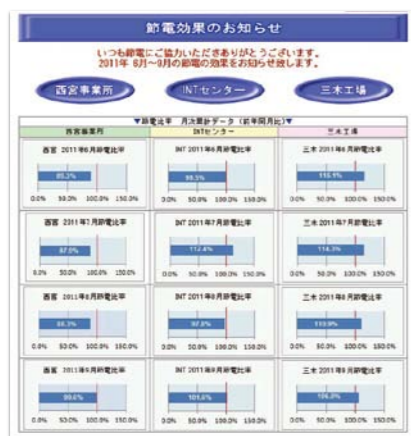 節電効果のお知らせ
いつも節電にご協力いただきありがとうございます。
2011年 6月～9月の節電の効果をお知らせ致します。
西宮事業所 INTセンター 三木工場
▼節電比率 月次累計データ（前年同月比）▼
西宮事業所 INTセンター 三木工場
西宮 2011年6月節電比率 INT 2011年6月節電比率 三木 2011年6月節電比率
0.0% 50.0% 100.0% 150.0% 0.0% 50.0% 100.0% 150.0% 0.0% 50.0% 100.0% 150.0%
西宮 2011年7月節電比率 INT 2011年7月節電比率 三木 2011年7月節電比率
87.9% 112.4% 114.3%
0.0% 50.0% 100.0% 150.0% 0.0% 50.0% 100.0% 150.0% 0.0% 50.0% 100.0% 150.0%
西宮 2011年8月節電比率 INT 2011年8月節電比率 三木 2011年8月節電比率
97.8%
0.0% 50.0% 100.0% 150.0% 0.0% 50.0% 100.0% 150.0% 0.0% 50.0% 100.0% 150.0%
西宮 2011年9月節電比率 INT 2011年9月節電比率 三木 2011年9月節電比率
101.6%
0.0% 50.0% 100.0% 150.0% 0.0% 50.0% 100.0% 150.0% 0.0% 50.0% 100.0% 150.0%